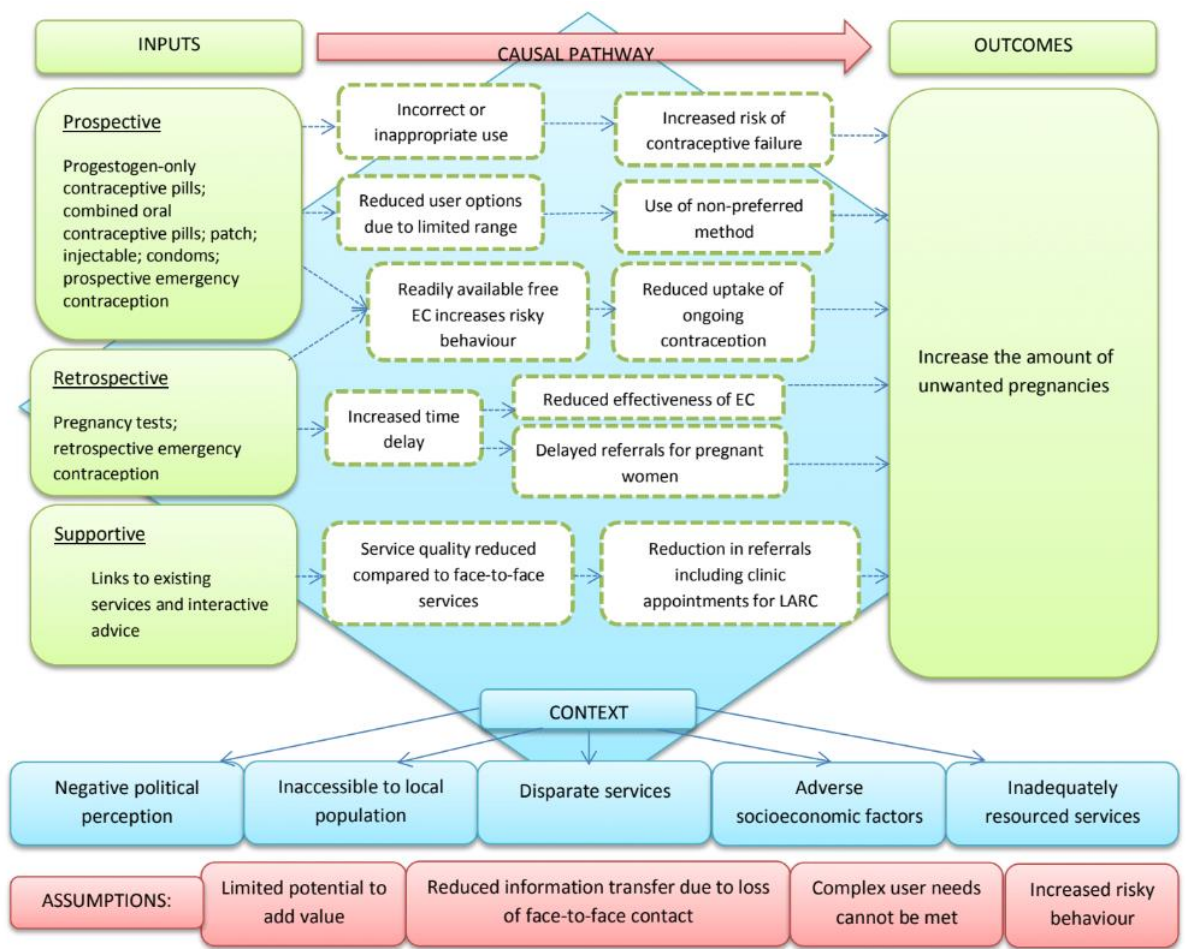 INPUTS
CAUSAL PATHWAY
OUTCOMES
Prospective
Progestogen-only
contraceptive pills;
combined oral
contraceptive pills; patch;
injectable; condoms;
prospective emergency
contraception
Incorrect or
inappropriate use
Increased risk of
contraceptive failure
Reduced user options
due to limited range
Use of non-preferred
method
Readily available free
EC increases risky
behaviour
Reduced uptake of
ongoing
contraception
Retrospective
Pregnancy tests;
retrospective emergency
contraception
Increased time
delay
Reduced effectiveness of EC
Delayed referrals for pregnant
women
Supportive
Links to existing
services and interactive
advice
Service quality reduced
compared to face-to-face
services
Reduction in referrals
including clinic
appointments for LARC
Increase the amount of
unwanted pregnancies
CONTEXT
Negative political
perception
Inaccessible to local
population
Disparate services
Adverse
socioeconomic factors
Inadequately
resourced services
ASSUMPTIONS:
Limited potential to
add value
Reduced information transfer due to loss
of face-to-face contact
Complex user needs
cannot be met
Increased risky
behaviour